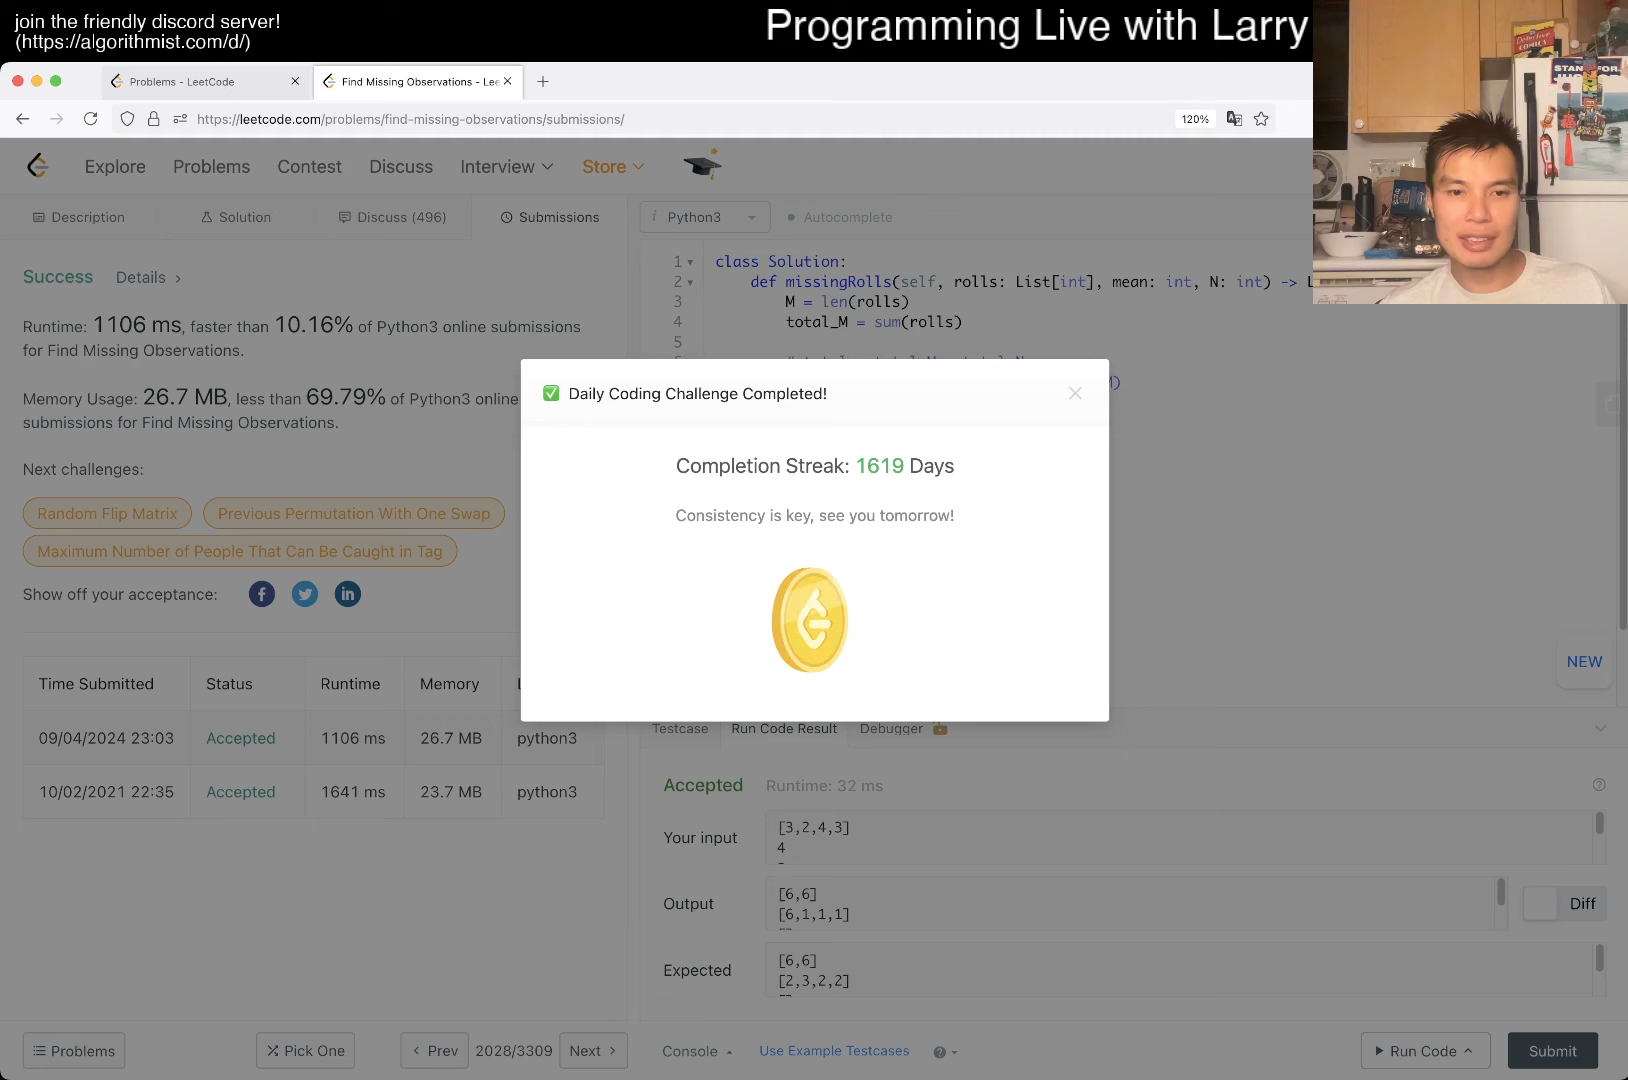 join the friendly discord server!
(https://algorithmist.com/d/)
Programming Live with Larry
Problems - LeetCode
Find Missing Observations - Lee
https://leetcode.com/problems/find-missing-observations/submissions/
120%
Explore
Problems
Contest
Discuss
Interview
Store
Description
Solution
Discuss (496)
Submissions
i Python3
Autocomplete
Success
Details
Runtime: 1106 ms, faster than 10.16% of Python3 online submissions
for Find Missing Observations.
Memory Usage: 26.7 MB, less than 69.79% of Python3 online
submissions for Find Missing Observations.
Next challenges:
Random Flip Matrix
Previous Permutation With One Swap
Maximum Number of People That Can Be Caught in Tag
Show off your acceptance:
Time Submitted
Status
Runtime
Memory
09/04/2024 23:03
Accepted
1106 ms
26.7 MB
python3
10/02/2021 22:35
Accepted
1641 ms
23.7 MB
python3
1 class Solution:
2 def missingRolls(self, rolls: List[int], mean: int, N: int) -> L
3 M = len(rolls)
4 total_M = sum(rolls)
5
Daily Coding Challenge Completed!
Completion Streak: 1619 Days
Consistency is key, see you tomorrow!
NEW
Testcase
Run Code Result
Debugger
Accepted
Runtime: 32 ms
Your input
[3,2,4,3]
4
Output
[6,6]
[6,1,1,1]
Diff
Expected
[6,6]
[2,3,2,2]
Problems
Pick One
Prev
2028/3309
Next
Console
Use Example Testcases
Run Code
Submit
DETECTIVE
COMICS